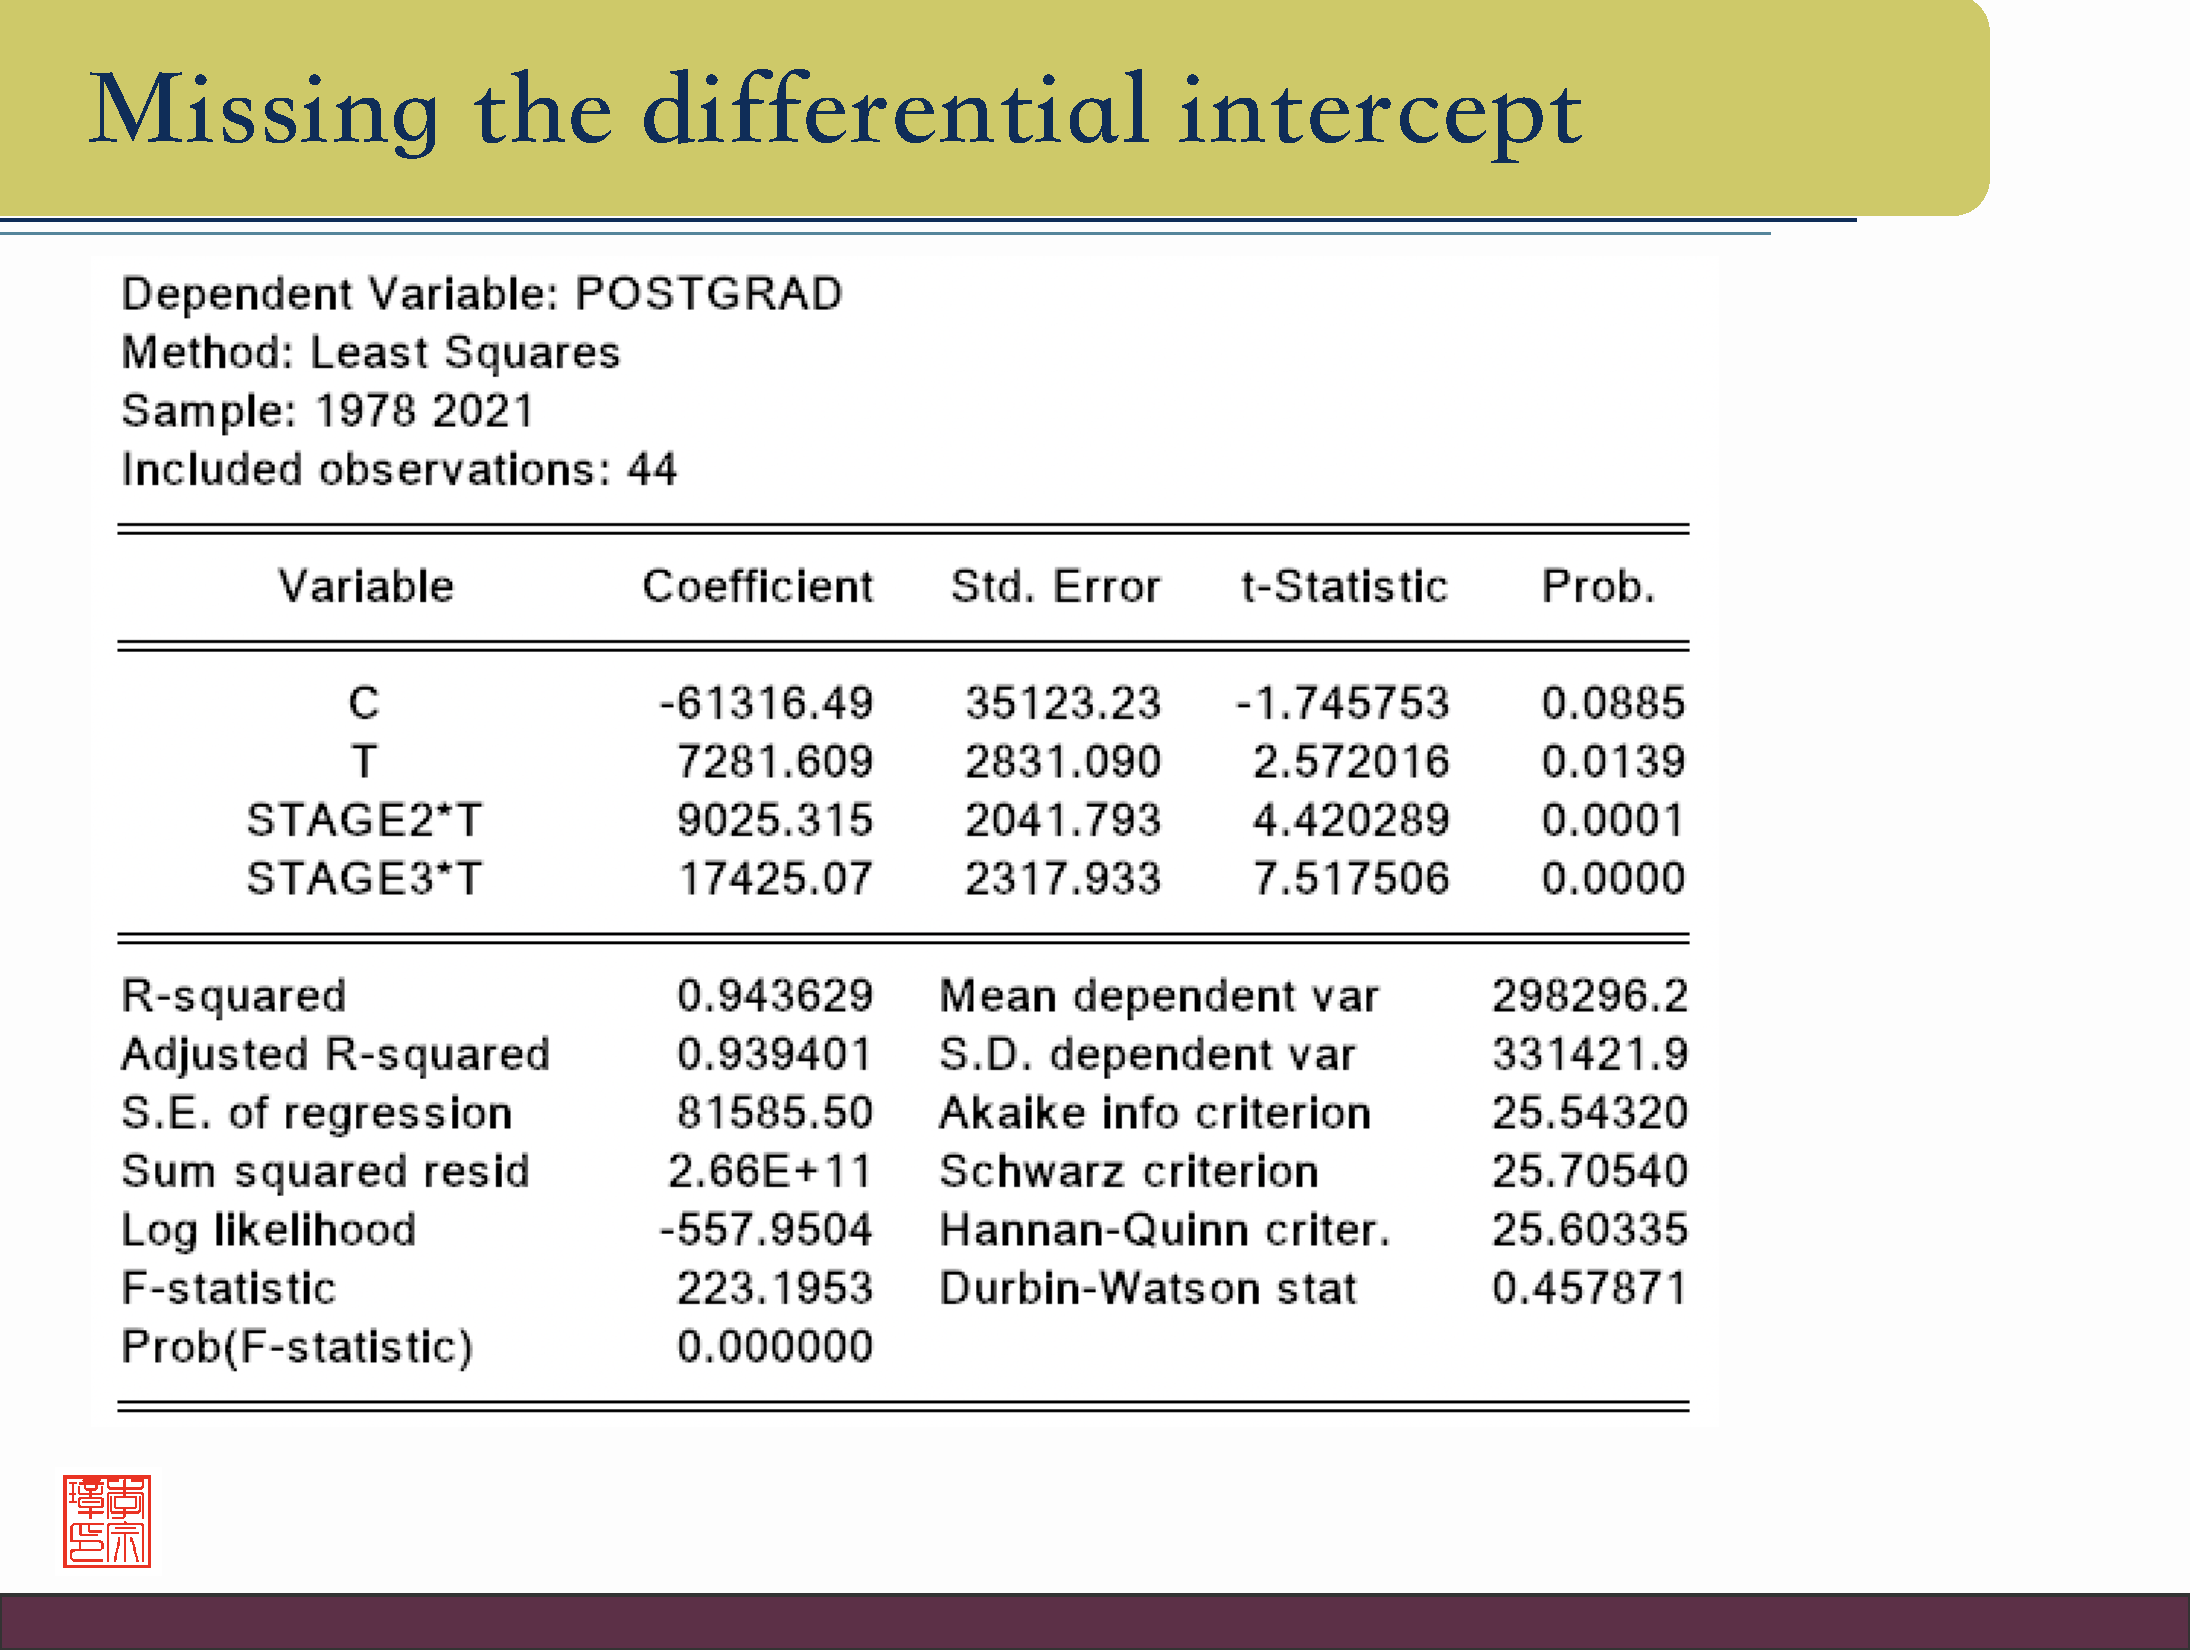 Missing the differential intercept
Dependent Variable: POSTGRAD
Method: Least Squares
Sample: 1978 2021
Included observations: 44
Variable Coefficient Std. Error t-Statistic Prob.
C -61316.49 35123.23 -1.745753 0.0885
T 7281.609 2831.090 2.572016 0.0139
STAGE2*T 9025.315 2041.793 4.420289 0.0001
STAGE3*T 17425.07 2317.933 7.517506 0.0000
R-squared 0.943629 Mean dependent var 298296.2
Adjusted R-squared 0.939401 S.D. dependent var 331421.9
S.E. of regression 81585.50 Akaike info criterion 25.54320
Sum squared resid 2.66E+11 Schwarz criterion 25.70540
Log likelihood -557.9504 Hannan-Quinn criter. 25.60335
F-statistic 223.1953 Durbin-Watson stat 0.457871
Prob(F-statistic) 0.000000
李宗
璋印